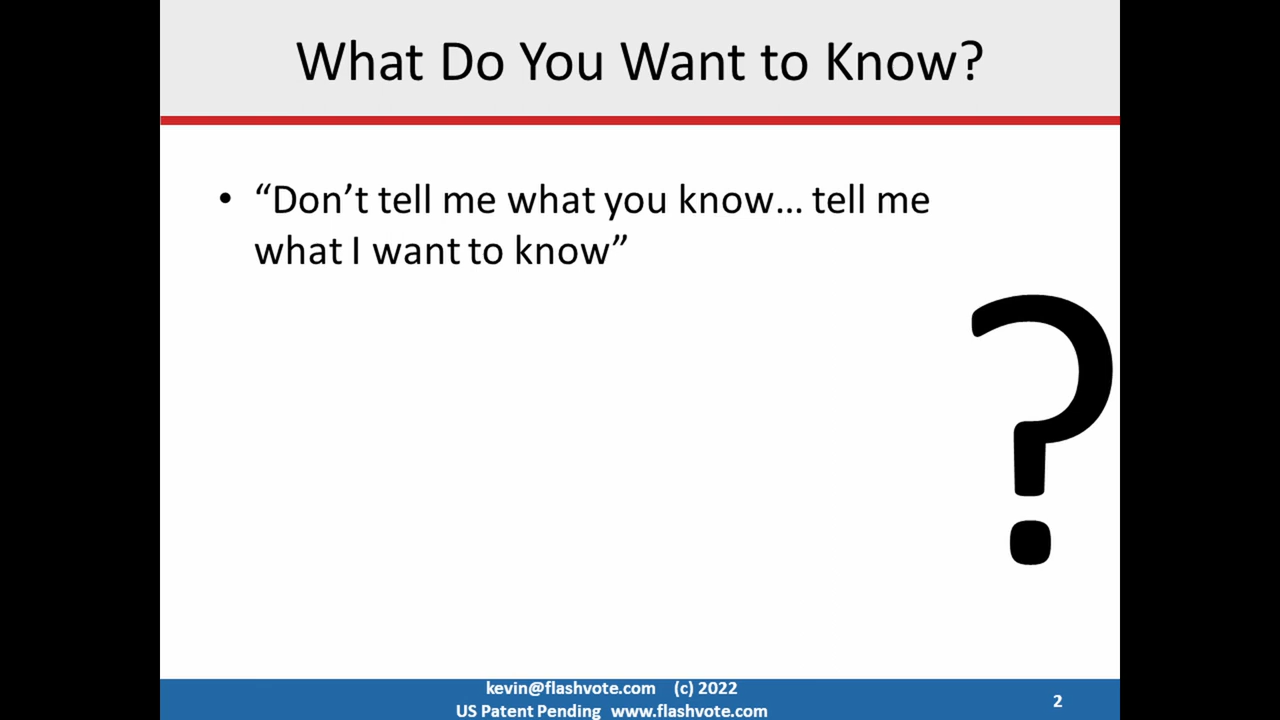 What Do You Want to Know?
• “Don’t tell me what you know… tell me
what I want to know”
?
kevin@flashvote.com (c) 2022
US Patent Pending www.flashvote.com
2